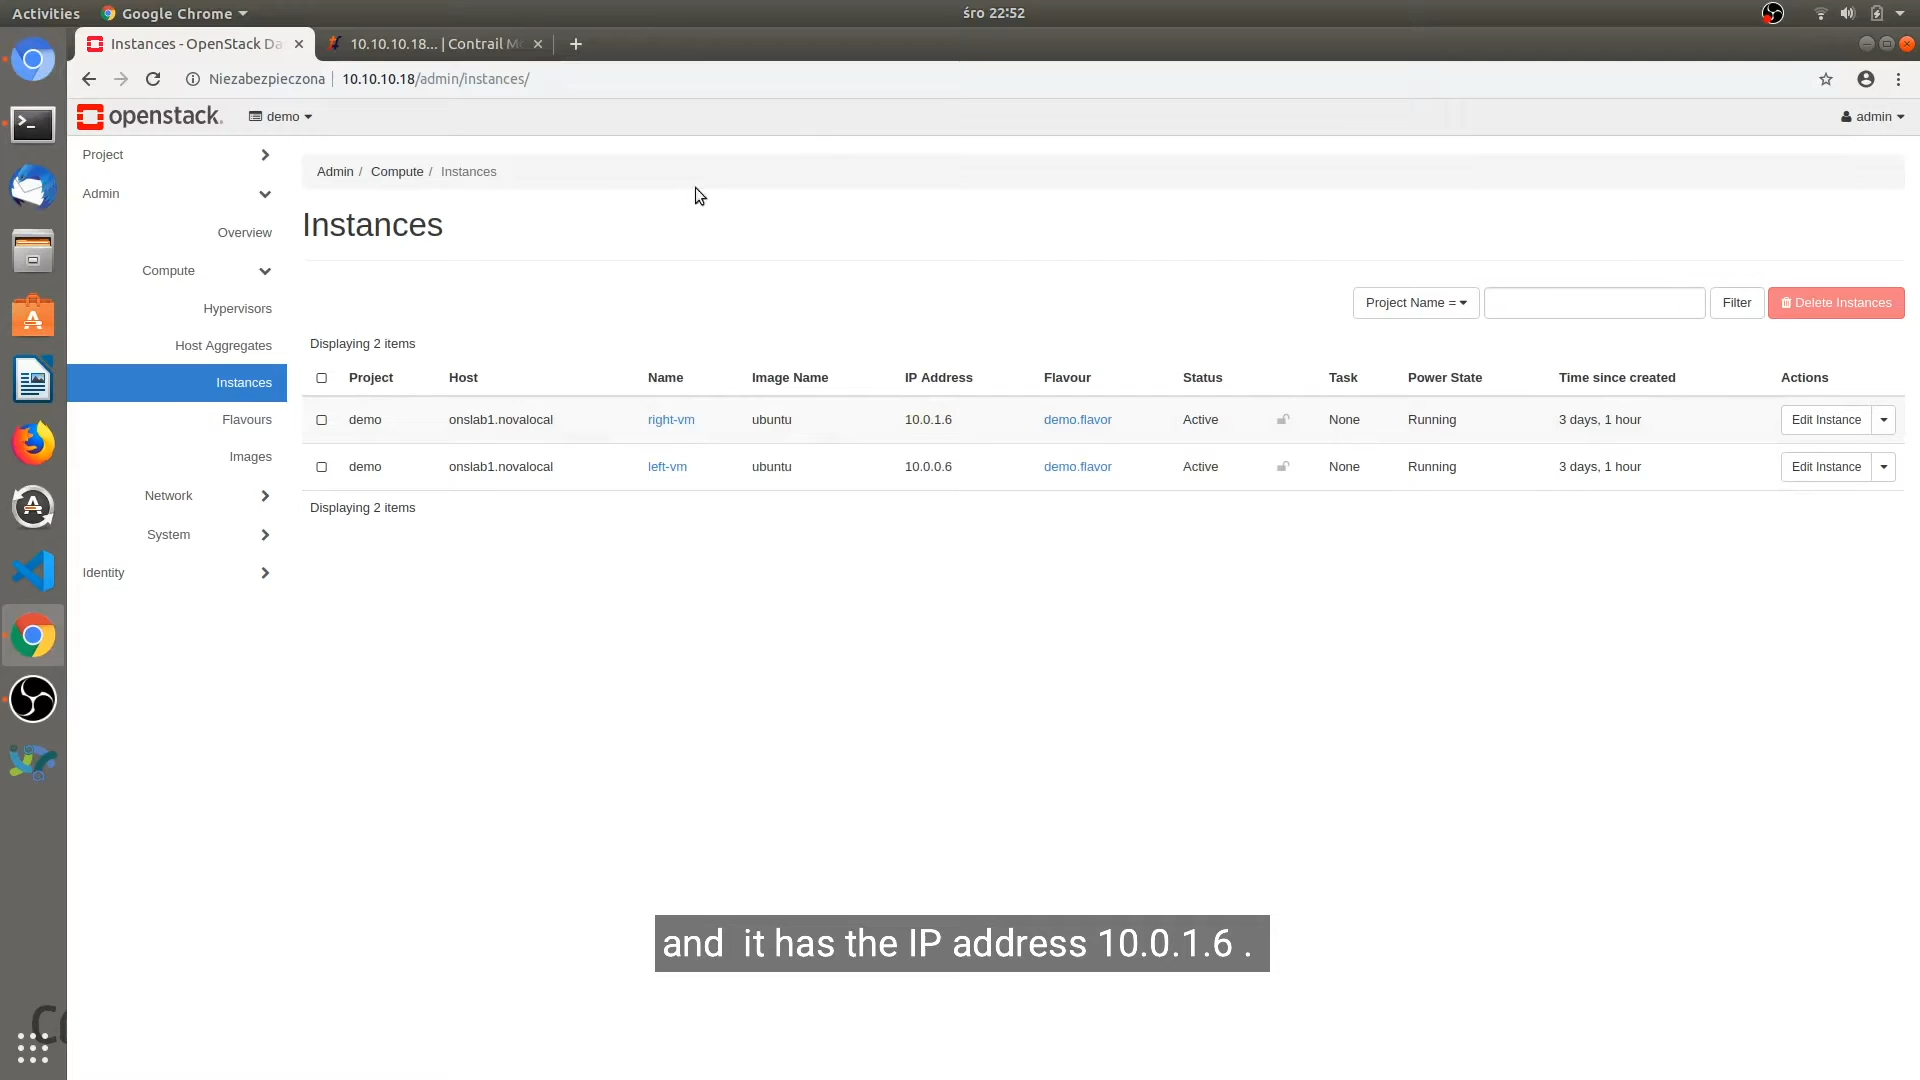 Activities Google Chrome śro 22:52
Instances - OpenStack Da 10.10.10.18... | Contrail M
Niezabezpieczona 10.10.10.18/admin/instances/
openstack. demo admin
Project
Admin
Overview
Compute
Hypervisors
Host Aggregates
Instances
Flavours
Images
Network
System
Identity
Admin / Compute / Instances
Instances
Project Name = Filter Delete Instances
Displaying 2 items
Project Host Name Image Name IP Address Flavour Status Task Power State Time since created Actions
demo onslab1.novalocal right-vm ubuntu 10.0.1.6 demo.flavor Active None Running 3 days, 1 hour Edit Instance
demo onslab1.novalocal left-vm ubuntu 10.0.0.6 demo.flavor Active None Running 3 days, 1 hour Edit Instance
Displaying 2 items
and it has the IP address 10.0.1.6 .